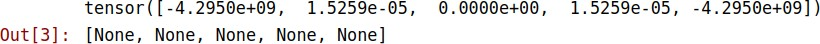 tensor([-4.2950e+09,  1.5259e-05,  0.0000e+00,  1.5259e-05, -4.2950e+09])
Out[3]: [None, None, None, None, None]